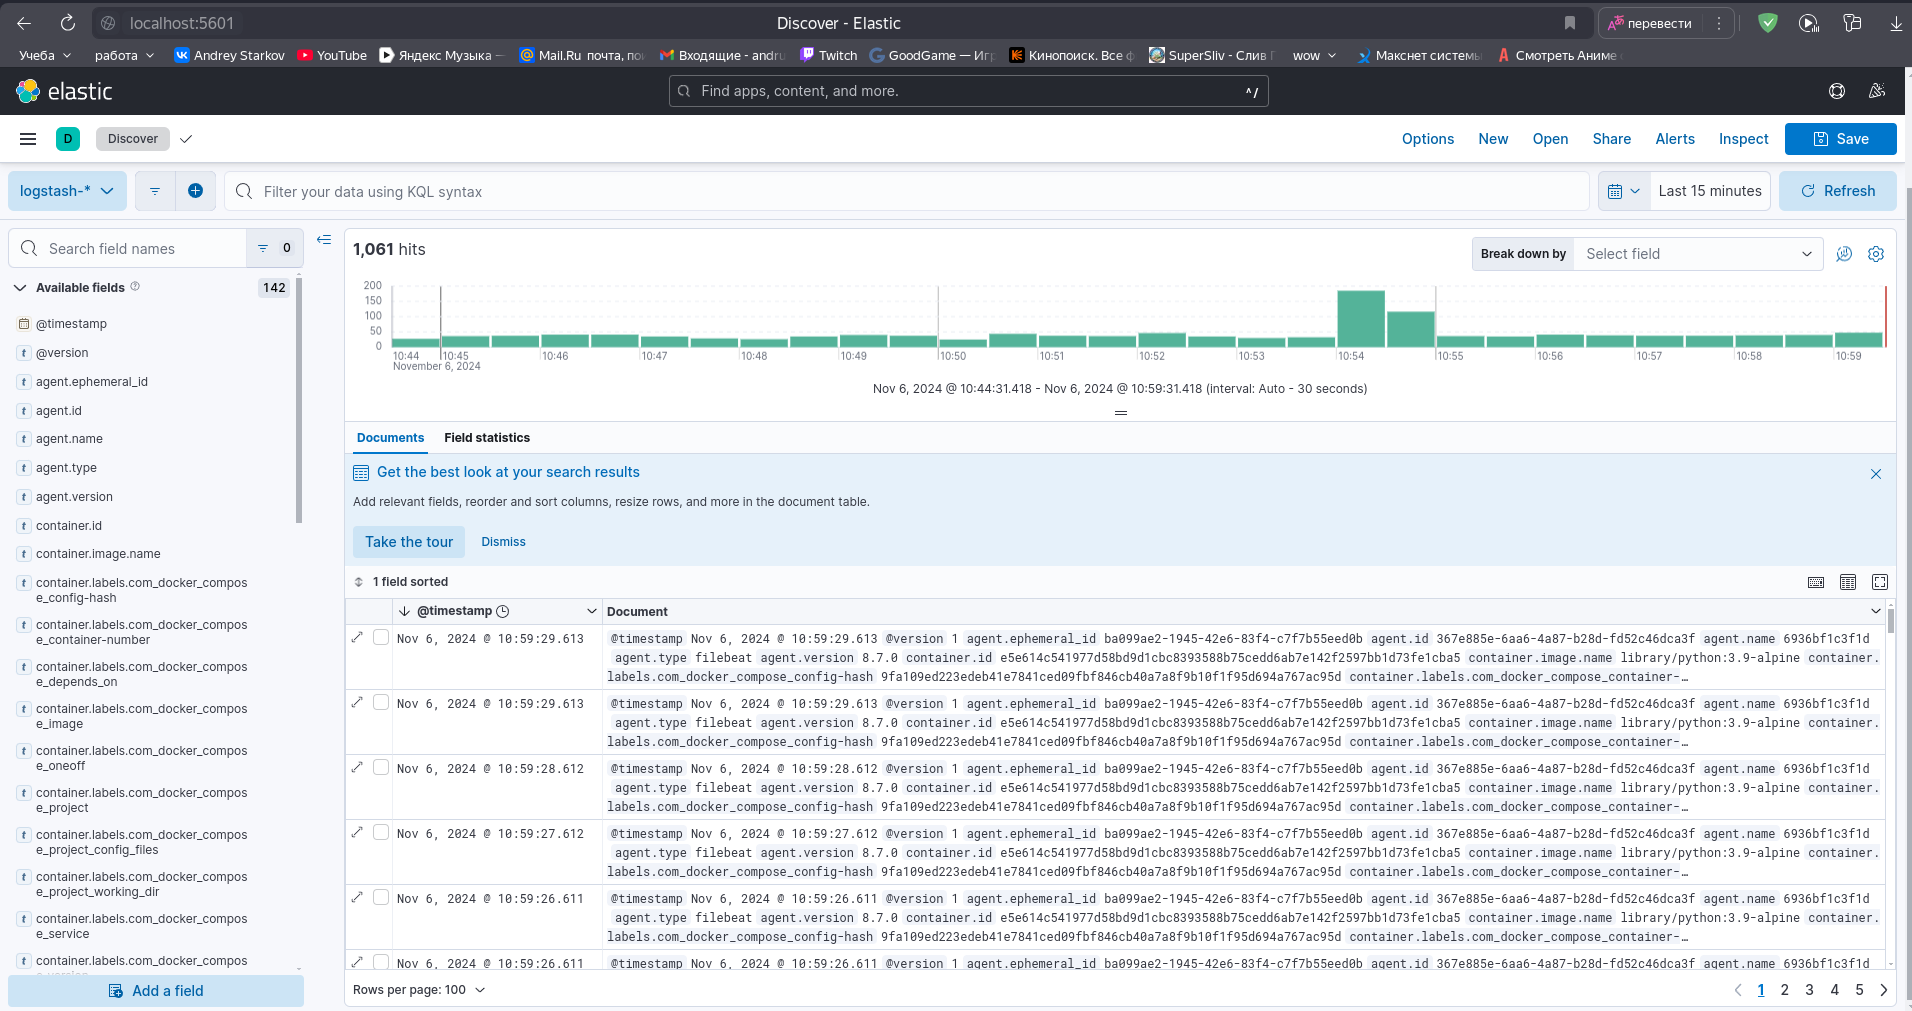 localhost:5601
Discover - Elastic
перевести
Учеба
работа
Andrey Starkov
YouTube
Яндекс Музыка —
Mail.Ru почта, по
Входящие - andru
Twitch
GoodGame — Иг
Кинопоиск. Все ф
SuperSliv - Слив
wow
Макснет системы
Смотреть Аниме
elastic
Find apps, content, and more.
^/
D
Discover
Options
New
Open
Share
Alerts
Inspect
Save
logstash-*
Filter your data using KQL syntax
Last 15 minutes
Refresh
Search field names
0
Available fields
142
@timestamp
@version
agent.ephemeral_id
agent.id
agent.name
agent.type
agent.version
container.id
container.image.name
container.labels.com_docker_compos
e_config-hash
container.labels.com_docker_compos
e_container-number
container.labels.com_docker_compos
e_depends_on
container.labels.com_docker_compos
e_image
container.labels.com_docker_compos
e_oneoff
container.labels.com_docker_compos
e_project
container.labels.com_docker_compos
e_project_config_files
container.labels.com_docker_compos
e_project_working_dir
container.labels.com_docker_compos
e_service
container.labels.com_docker_compos
Add a field
1,061 hits
Break down by
Select field
200
150
100
50
0
10:44
10:45
10:46
10:47
10:48
10:49
10:50
10:51
10:52
10:53
10:54
10:55
10:56
10:57
10:58
10:59
November 6, 2024
Nov 6, 2024 @ 10:44:31.418 - Nov 6, 2024 @ 10:59:31.418 (interval: Auto - 30 seconds)
Documents
Field statistics
Get the best look at your search results
Add relevant fields, reorder and sort columns, resize rows, and more in the document table.
Take the tour
Dismiss
1 field sorted
@timestamp
Document
Nov 6, 2024 @ 10:59:29.613
@timestamp Nov 6, 2024 @ 10:59:29.613 @version 1 agent.ephemeral_id ba099ae2-1945-42e6-83f4-c7f7b55eed0b agent.id 367e885e-6aa6-4a87-b28d-fd52c46dca3f agent.name 6936bf1c3f1d
agent.type filebeat agent.version 8.7.0 container.id e5e614c541977d58bd9d1cbc8393588b75cedd6ab7e142f2597bb1d73fe1cba5 container.image.name library/python:3.9-alpine container.
labels.com_docker_compose_config-hash 9fa109ed223edeb41e7841ced09fbf846cb40a7a8f9b10f1f95d694a767ac95d container.labels.com_docker_compose_container-…
Nov 6, 2024 @ 10:59:29.613
@timestamp Nov 6, 2024 @ 10:59:29.613 @version 1 agent.ephemeral_id ba099ae2-1945-42e6-83f4-c7f7b55eed0b agent.id 367e885e-6aa6-4a87-b28d-fd52c46dca3f agent.name 6936bf1c3f1d
agent.type filebeat agent.version 8.7.0 container.id e5e614c541977d58bd9d1cbc8393588b75cedd6ab7e142f2597bb1d73fe1cba5 container.image.name library/python:3.9-alpine container.
labels.com_docker_compose_config-hash 9fa109ed223edeb41e7841ced09fbf846cb40a7a8f9b10f1f95d694a767ac95d container.labels.com_docker_compose_container-…
Nov 6, 2024 @ 10:59:28.612
@timestamp Nov 6, 2024 @ 10:59:28.612 @version 1 agent.ephemeral_id ba099ae2-1945-42e6-83f4-c7f7b55eed0b agent.id 367e885e-6aa6-4a87-b28d-fd52c46dca3f agent.name 6936bf1c3f1d
agent.type filebeat agent.version 8.7.0 container.id e5e614c541977d58bd9d1cbc8393588b75cedd6ab7e142f2597bb1d73fe1cba5 container.image.name library/python:3.9-alpine container.
labels.com_docker_compose_config-hash 9fa109ed223edeb41e7841ced09fbf846cb40a7a8f9b10f1f95d694a767ac95d container.labels.com_docker_compose_container-…
Nov 6, 2024 @ 10:59:27.612
@timestamp Nov 6, 2024 @ 10:59:27.612 @version 1 agent.ephemeral_id ba099ae2-1945-42e6-83f4-c7f7b55eed0b agent.id 367e885e-6aa6-4a87-b28d-fd52c46dca3f agent.name 6936bf1c3f1d
agent.type filebeat agent.version 8.7.0 container.id e5e614c541977d58bd9d1cbc8393588b75cedd6ab7e142f2597bb1d73fe1cba5 container.image.name library/python:3.9-alpine container.
labels.com_docker_compose_config-hash 9fa109ed223edeb41e7841ced09fbf846cb40a7a8f9b10f1f95d694a767ac95d container.labels.com_docker_compose_container-…
Nov 6, 2024 @ 10:59:26.611
@timestamp Nov 6, 2024 @ 10:59:26.611 @version 1 agent.ephemeral_id ba099ae2-1945-42e6-83f4-c7f7b55eed0b agent.id 367e885e-6aa6-4a87-b28d-fd52c46dca3f agent.name 6936bf1c3f1d
agent.type filebeat agent.version 8.7.0 container.id e5e614c541977d58bd9d1cbc8393588b75cedd6ab7e142f2597bb1d73fe1cba5 container.image.name library/python:3.9-alpine container.
labels.com_docker_compose_config-hash 9fa109ed223edeb41e7841ced09fbf846cb40a7a8f9b10f1f95d694a767ac95d container.labels.com_docker_compose_container-…
Nov 6, 2024 @ 10:59:26.611
@timestamp Nov 6, 2024 @ 10:59:26.611 @version 1 agent.ephemeral_id ba099ae2-1945-42e6-83f4-c7f7b55eed0b agent.id 367e885e-6aa6-4a87-b28d-fd52c46dca3f agent.name 6936bf1c3f1d
Rows per page: 100
1 2 3 4 5